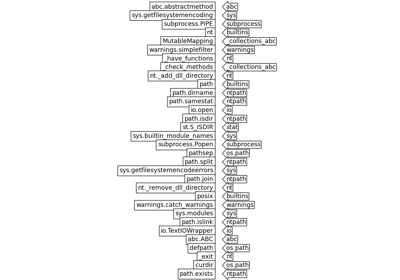 abc.abstractmethod abc
sys.getfilesystemencoding sys
subprocess.PIPE subprocess
nt builtins
MutableMapping _collections_abc
warnings.simplefilter warnings
_have_functions nt
_check_methods _collections_abc
nt._add_dll_directory nt
path builtins
path.dirname ntpath
path.samestat ntpath
io.open io
path.isdir ntpath
st.S_ISDIR stat
sys.builtin_module_names sys
subprocess.Popen subprocess
pathsep os.path
path.split ntpath
sys.getfilesystemencodeerrors sys
path.join ntpath
nt._remove_dll_directory nt
posix builtins
warnings.catch_warnings warnings
sys.modules sys
path.islink ntpath
io.TextIOWrapper io
abc.ABC abc
defpath os.path
_exit nt
curdir os.path
path.exists ntpath